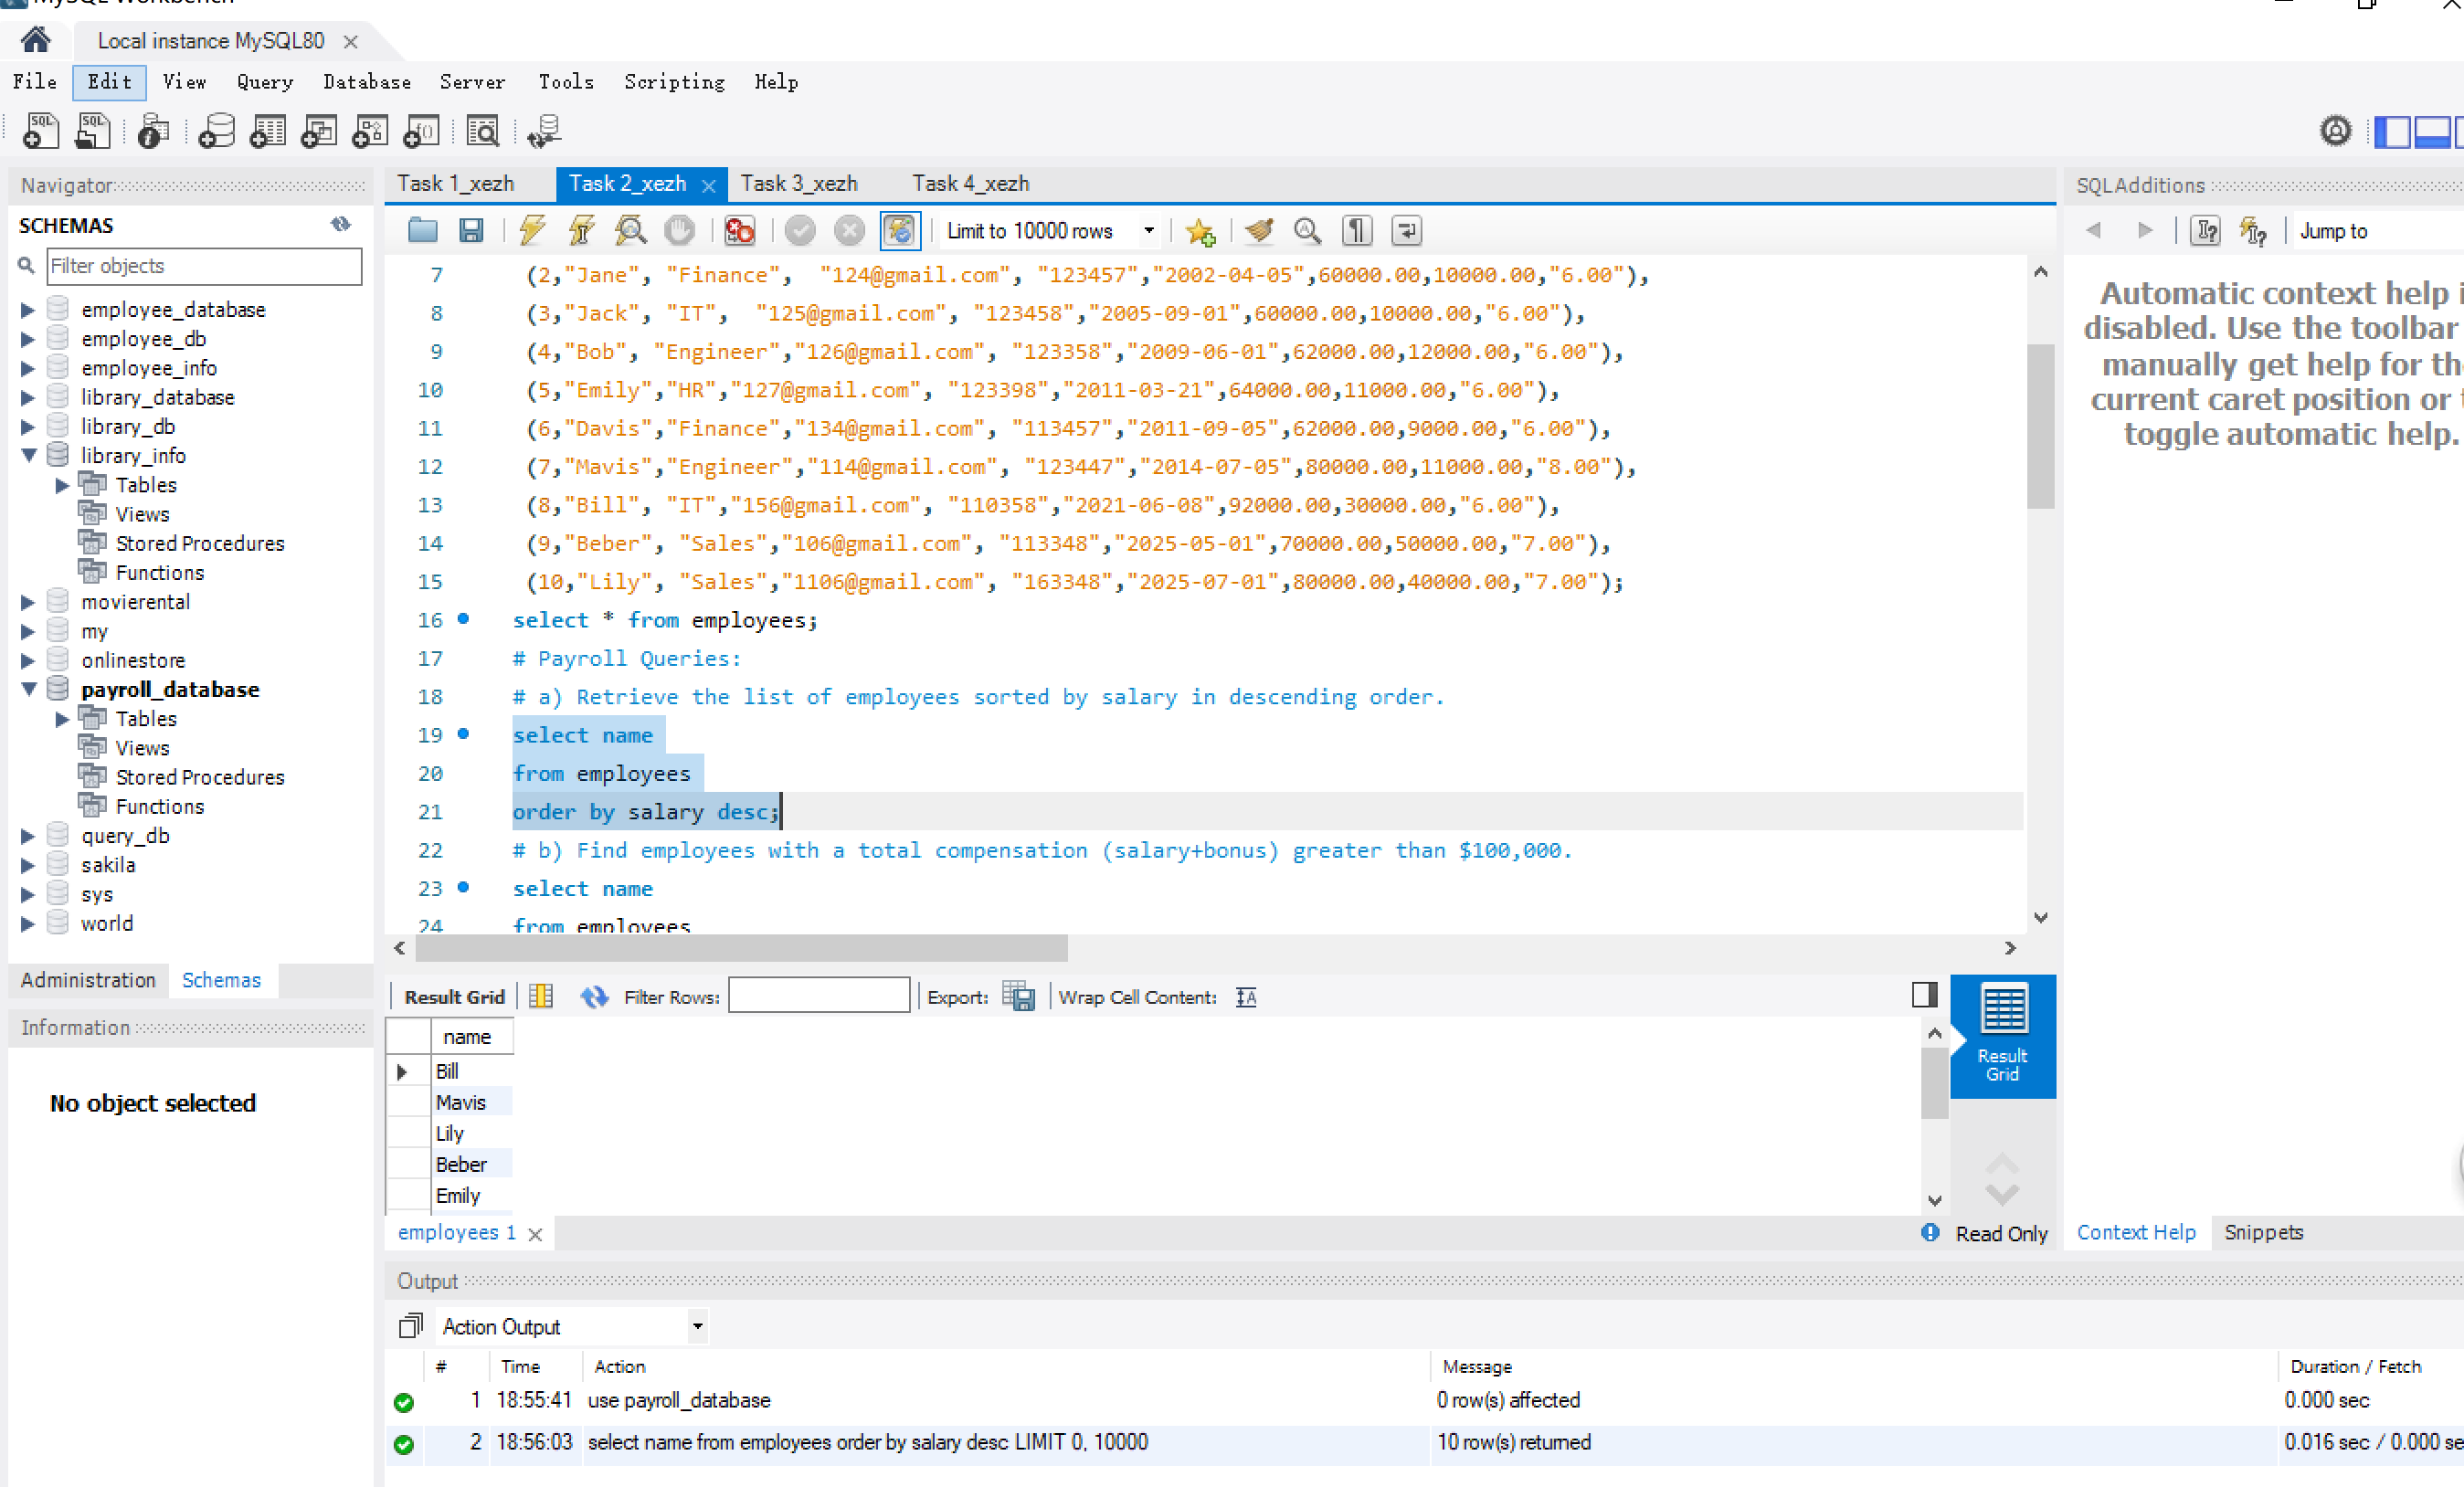 MySQL Workbench
Local instance MySQL80
File Edit View Query Database Server Tools Scripting Help
Navigator
SCHEMAS
Filter objects
employee_database
employee_db
employee_info
library_database
library_db
library_info
Tables
Views
Stored Procedures
Functions
movierental
my
onlinestore
payroll_database
Tables
Views
Stored Procedures
Functions
query_db
sakila
sys
world
Administration Schemas
Information
No object selected
Task 1_xezh Task 2_xezh Task 3_xezh Task 4_xezh
Limit to 10000 rows
7 (2,"Jane", "Finance", "124@gmail.com", "123457","2002-04-05",60000.00,10000.00,"6.00"),
8 (3,"Jack", "IT", "125@gmail.com", "123458","2005-09-01",60000.00,10000.00,"6.00"),
9 (4,"Bob", "Engineer","126@gmail.com", "123358","2009-06-01",62000.00,12000.00,"6.00"),
10 (5,"Emily","HR","127@gmail.com", "123398","2011-03-21",64000.00,11000.00,"6.00"),
11 (6,"Davis","Finance","134@gmail.com", "113457","2011-09-05",62000.00,9000.00,"6.00"),
12 (7,"Mavis","Engineer","114@gmail.com", "123447","2014-07-05",80000.00,11000.00,"8.00"),
13 (8,"Bill", "IT","156@gmail.com", "110358","2021-06-08",92000.00,30000.00,"6.00"),
14 (9,"Beber", "Sales","106@gmail.com", "113348","2025-05-01",70000.00,50000.00,"7.00"),
15 (10,"Lily", "Sales","1106@gmail.com", "163348","2025-07-01",80000.00,40000.00,"7.00");
16 select * from employees;
17 # Payroll Queries:
18 # a) Retrieve the list of employees sorted by salary in descending order.
19 select name
20 from employees
21 order by salary desc;
22 # b) Find employees with a total compensation (salary+bonus) greater than $100,000.
23 select name
24 from employees
Result Grid Filter Rows: Export: Wrap Cell Content:
name
Bill
Mavis
Lily
Beber
Emily
Result
Grid
employees 1
Read Only
SQLAdditions
Jump to
Automatic context help
disabled. Use the toolbar
manually get help for
current caret position or
toggle automatic help.
Context Help Snippets
Output
Action Output
# Time Action Message Duration / Fetch
1 18:55:41 use payroll_database 0 row(s) affected 0.000 sec
2 18:56:03 select name from employees order by salary desc LIMIT 0, 10000 10 row(s) returned 0.016 sec / 0.000